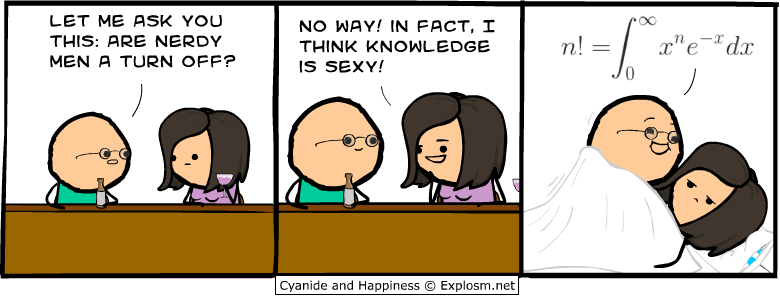 LET ME ASK YOU
THIS: ARE NERDY
MEN A TURN OFF?
NO WAY! IN FACT, I
THINK KNOWLEDGE
IS SEXY!
n! = ∫₀^∞ xⁿe⁻ˣdx
Cyanide and Happiness © Explosm.net